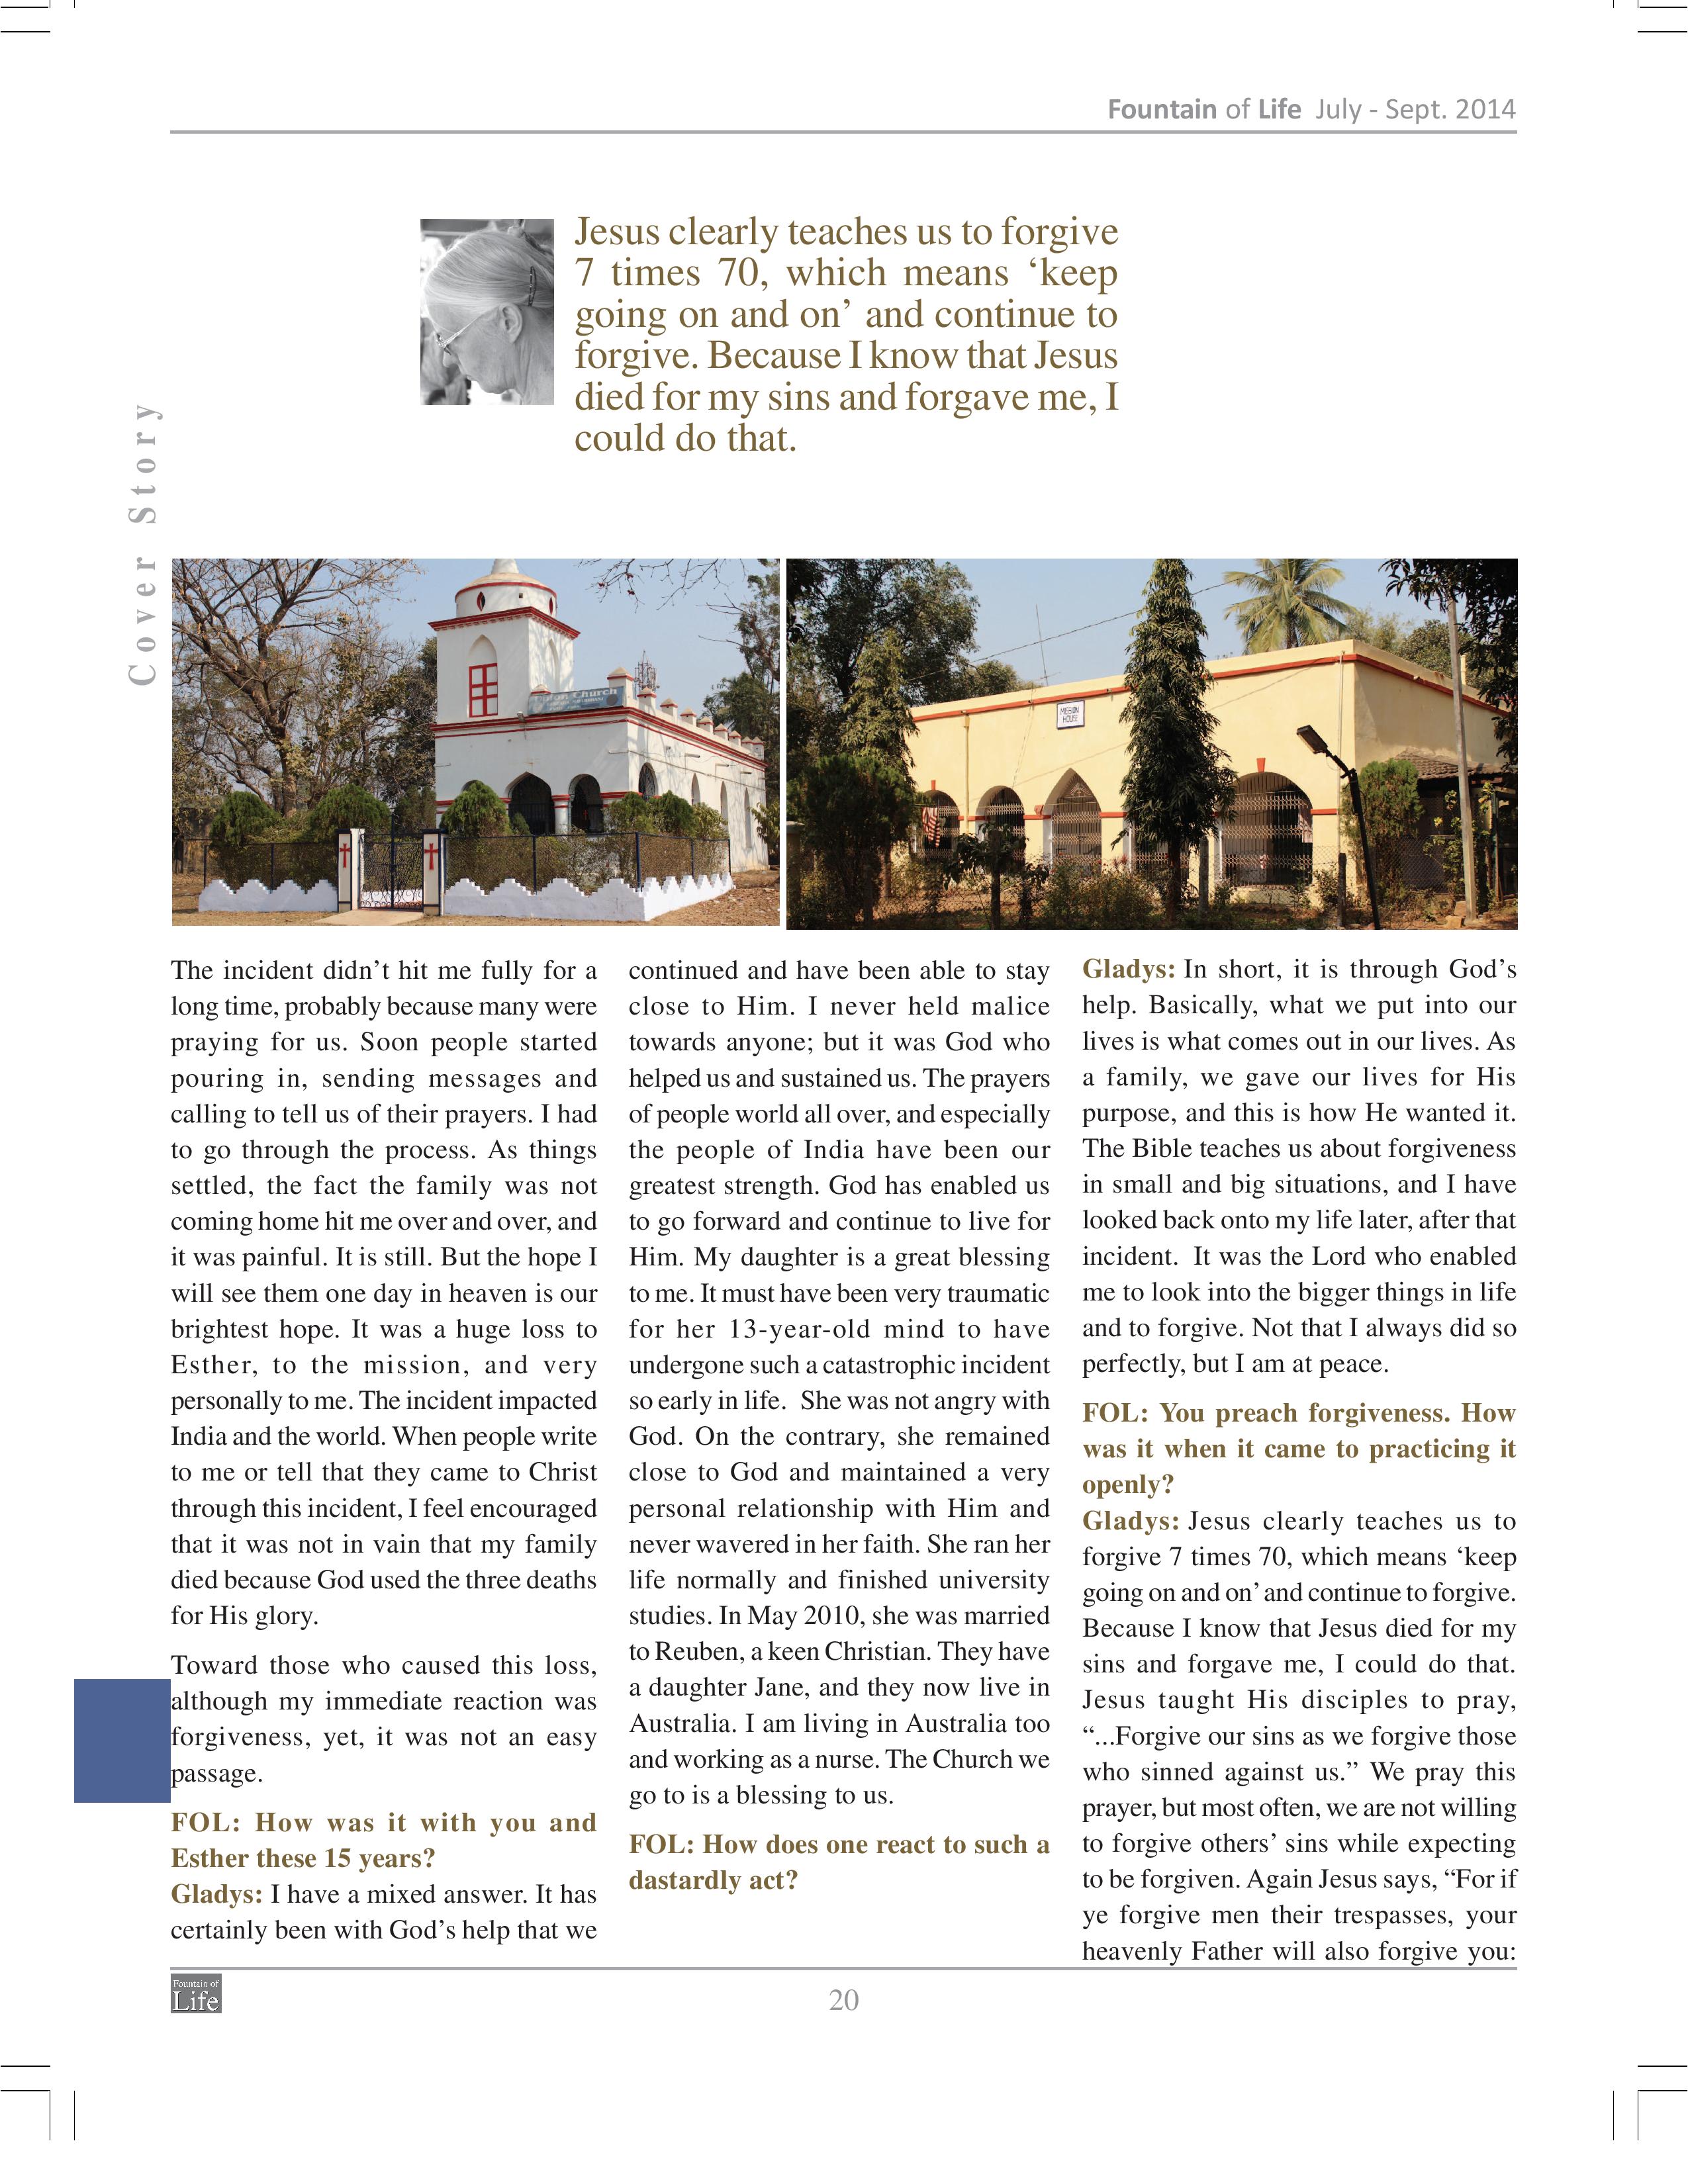 Fountain of Life July - Sept. 2014
Jesus clearly teaches us to forgive
7 times 70, which means ‘keep
going on and on’ and continue to
forgive. Because I know that Jesus
died for my sins and forgave me, I
could do that.
Cover Story
Church
MISSION
HOUSE
The incident didn’t hit me fully for a
long time, probably because many were
praying for us. Soon people started
pouring in, sending messages and
calling to tell us of their prayers. I had
to go through the process. As things
settled, the fact the family was not
coming home hit me over and over, and
it was painful. It is still. But the hope I
will see them one day in heaven is our
brightest hope. It was a huge loss to
Esther, to the mission, and very
personally to me. The incident impacted
India and the world. When people write
to me or tell that they came to Christ
through this incident, I feel encouraged
that it was not in vain that my family
died because God used the three deaths
for His glory.
Toward those who caused this loss,
although my immediate reaction was
forgiveness, yet, it was not an easy
passage.
FOL: How was it with you and
Esther these 15 years?
Gladys: I have a mixed answer. It has
certainly been with God’s help that we
continued and have been able to stay
close to Him. I never held malice
towards anyone; but it was God who
helped us and sustained us. The prayers
of people world all over, and especially
the people of India have been our
greatest strength. God has enabled us
to go forward and continue to live for
Him. My daughter is a great blessing
to me. It must have been very traumatic
for her 13-year-old mind to have
undergone such a catastrophic incident
so early in life. She was not angry with
God. On the contrary, she remained
close to God and maintained a very
personal relationship with Him and
never wavered in her faith. She ran her
life normally and finished university
studies. In May 2010, she was married
to Reuben, a keen Christian. They have
a daughter Jane, and they now live in
Australia. I am living in Australia too
and working as a nurse. The Church we
go to is a blessing to us.
FOL: How does one react to such a
dastardly act?
Gladys: In short, it is through God’s
help. Basically, what we put into our
lives is what comes out in our lives. As
a family, we gave our lives for His
purpose, and this is how He wanted it.
The Bible teaches us about forgiveness
in small and big situations, and I have
looked back onto my life later, after that
incident. It was the Lord who enabled
me to look into the bigger things in life
and to forgive. Not that I always did so
perfectly, but I am at peace.
FOL: You preach forgiveness. How
was it when it came to practicing it
openly?
Gladys: Jesus clearly teaches us to
forgive 7 times 70, which means ‘keep
going on and on’ and continue to forgive.
Because I know that Jesus died for my
sins and forgave me, I could do that.
Jesus taught His disciples to pray,
“...Forgive our sins as we forgive those
who sinned against us.” We pray this
prayer, but most often, we are not willing
to forgive others’ sins while expecting
to be forgiven. Again Jesus says, “For if
ye forgive men their trespasses, your
heavenly Father will also forgive you:
Fountain of
Life
20